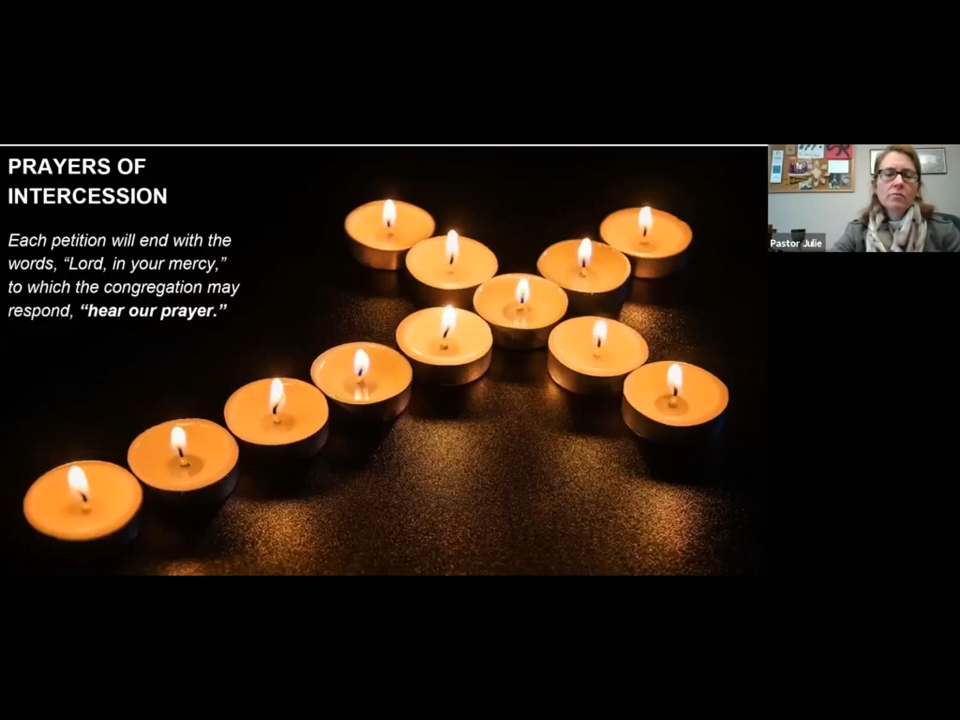 PRAYERS OF
INTERCESSION
Each petition will end with the
words, “Lord, in your mercy,”
to which the congregation may
respond, “hear our prayer.”
Pastor Julie